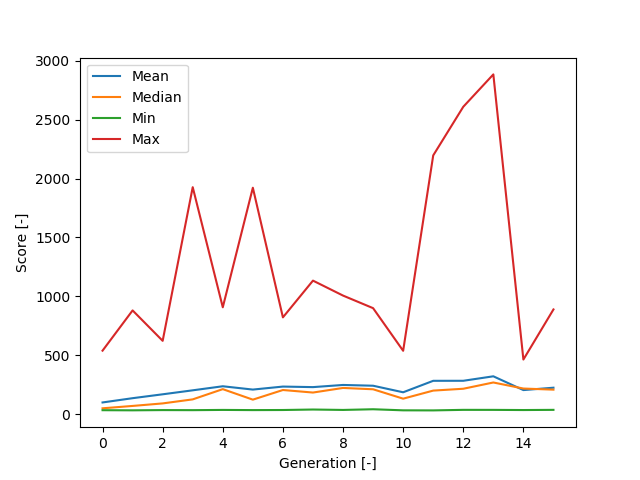 3000
2500
2000
1500
1000
500
0
Score [-]
Mean
Median
Min
Max
0 2 4 6 8 10 12 14
Generation [-]